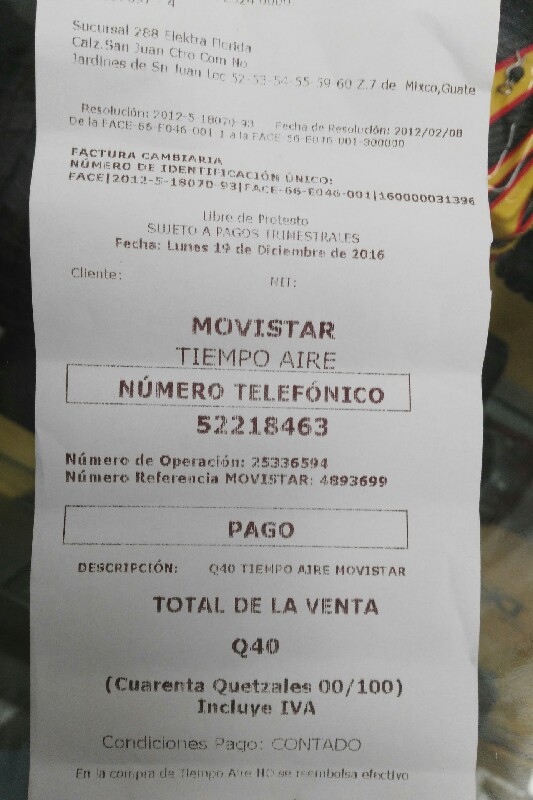 Sucursal 288 Elektra Florida
Calz.San Juan Ctro Com No
Jardines de Sn Juan Loc 52-53-54-55-59 60 Z.7 de Mixco,Guate
Resolución: 2012-5-18070-93 Fecha de Resolución: 2012/02/08
De la FACE-66-E046-001-1 a la FACE-66-E046-001-300000
FACTURA CAMBIARIA
NÚMERO DE IDENTIFICACIÓN ÚNICO:
FACE|2012-5-18070-93|FACE-66-E046-001|160000031396
Libre de Protesto
SUJETO A PAGOS TRIMESTRALES
Fecha: Lunes 19 de Diciembre de 2016
Cliente: NIT:
MOVISTAR
TIEMPO AIRE
NÚMERO TELEFÓNICO
52218463
Número de Operación: 25336594
Número Referencia MOVISTAR: 4893699
PAGO
DESCRIPCIÓN: Q40 TIEMPO AIRE MOVISTAR
TOTAL DE LA VENTA
Q40
(Cuarenta Quetzales 00/100)
Incluye IVA
Condiciones Pago: CONTADO
En la compra de Tiempo Aire NO se reembolsa efectivo